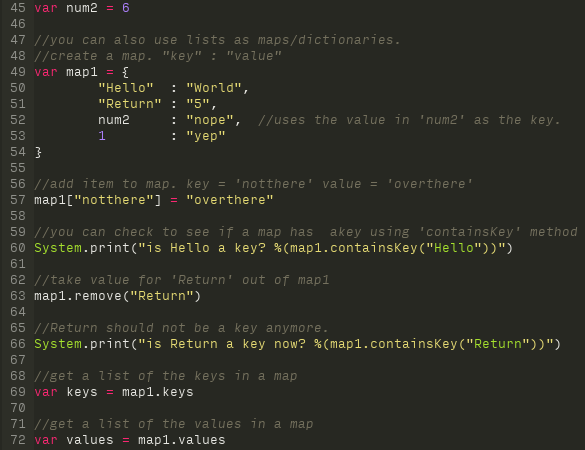 45 var num2 = 6
46
47 //you can also use lists as maps/dictionaries.
48 //create a map. "key" : "value"
49 var map1 = {
50         "Hello"  : "World",
51         "Return" : "5",
52         num2     : "nope",  //uses the value in 'num2' as the key.
53         1        : "yep"
54 }
55
56 //add item to map. key = 'notthere' value = 'overthere'
57 map1["notthere"] = "overthere"
58
59 //you can check to see if a map has  akey using 'containsKey' method
60 System.print("is Hello a key? %(map1.containsKey("Hello"))")
61
62 //take value for 'Return' out of map1
63 map1.remove("Return")
64
65 //Return should not be a key anymore.
66 System.print("is Return a key now? %(map1.containsKey("Return"))")
67
68 //get a list of the keys in a map
69 var keys = map1.keys
70
71 //get a list of the values in a map
72 var values = map1.values